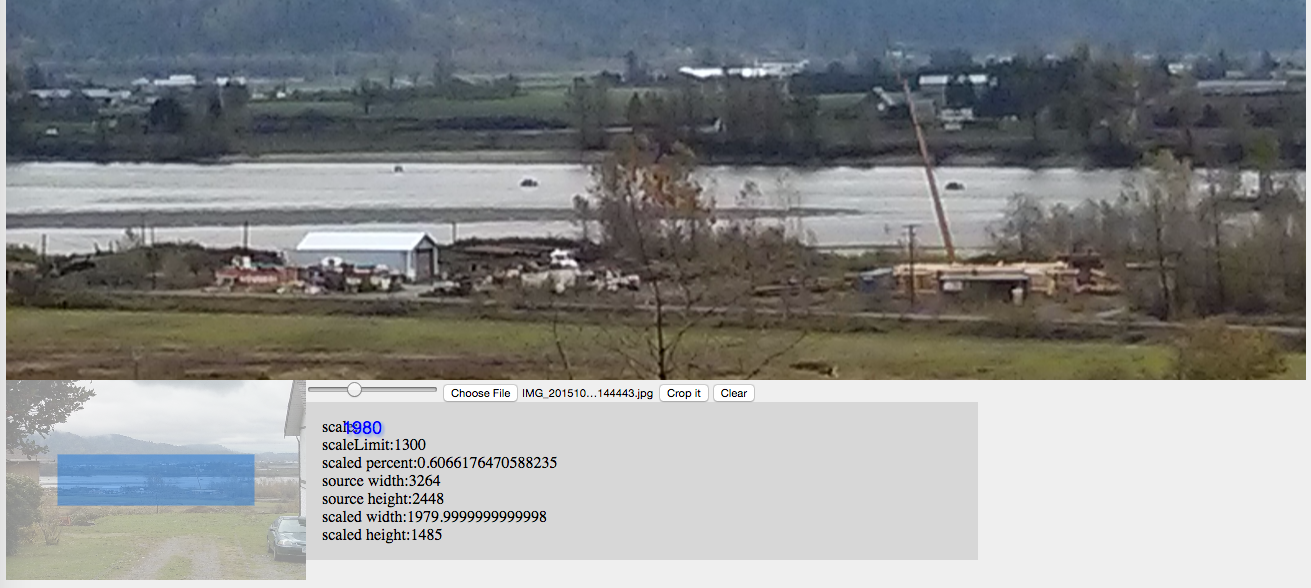 Choose File IMG_201510…144443.jpg Crop it Clear
scale:1980
scaleLimit:1300
scaled percent:0.6066176470588235
source width:3264
source height:2448
scaled width:1979.9999999999998
scaled height:1485